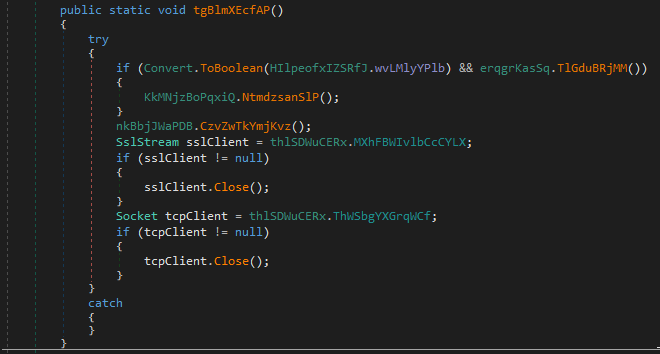 public static void tgBlmXEcfAP()
{
try
{
if (Convert.ToBoolean(HIlpeofxIZSRfJ.wvLMlyYPlb) && erqgrKasSq.TlGduBRjMM())
{
KkMNjzBoPqxiQ.NtmdzsanSlP();
}
nkBbjJWaPDB.CzvZwTkYmjKvz();
SslStream sslClient = thlSDWuCERx.MXhFBWIvlbCcCYLX;
if (sslClient != null)
{
sslClient.Close();
}
Socket tcpClient = thlSDWuCERx.ThWSbgYXGrqWCf;
if (tcpClient != null)
{
tcpClient.Close();
}
}
catch
{
}
}